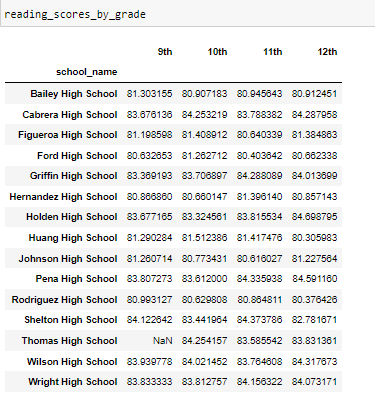 reading_scores_by_grade
9th 10th 11th 12th
school_name
Bailey High School 81.303155 80.907183 80.945643 80.912451
Cabrera High School 83.676136 84.253219 83.788382 84.287958
Figueroa High School 81.198598 81.408912 80.640339 81.384863
Ford High School 80.632653 81.262712 80.403642 80.662338
Griffin High School 83.369193 83.706897 84.288089 84.013699
Hernandez High School 80.866860 80.660147 81.396140 80.857143
Holden High School 83.677165 83.324561 83.815534 84.698795
Huang High School 81.290284 81.512386 81.417476 80.305983
Johnson High School 81.260714 80.773431 80.616027 81.227564
Pena High School 83.807273 83.612000 84.335938 84.591160
Rodriguez High School 80.993127 80.629808 80.864811 80.376426
Shelton High School 84.122642 83.441964 84.373786 82.781671
Thomas High School NaN 84.254157 83.585542 83.831361
Wilson High School 83.939778 84.021452 83.764608 84.317673
Wright High School 83.833333 83.812757 84.156322 84.073171